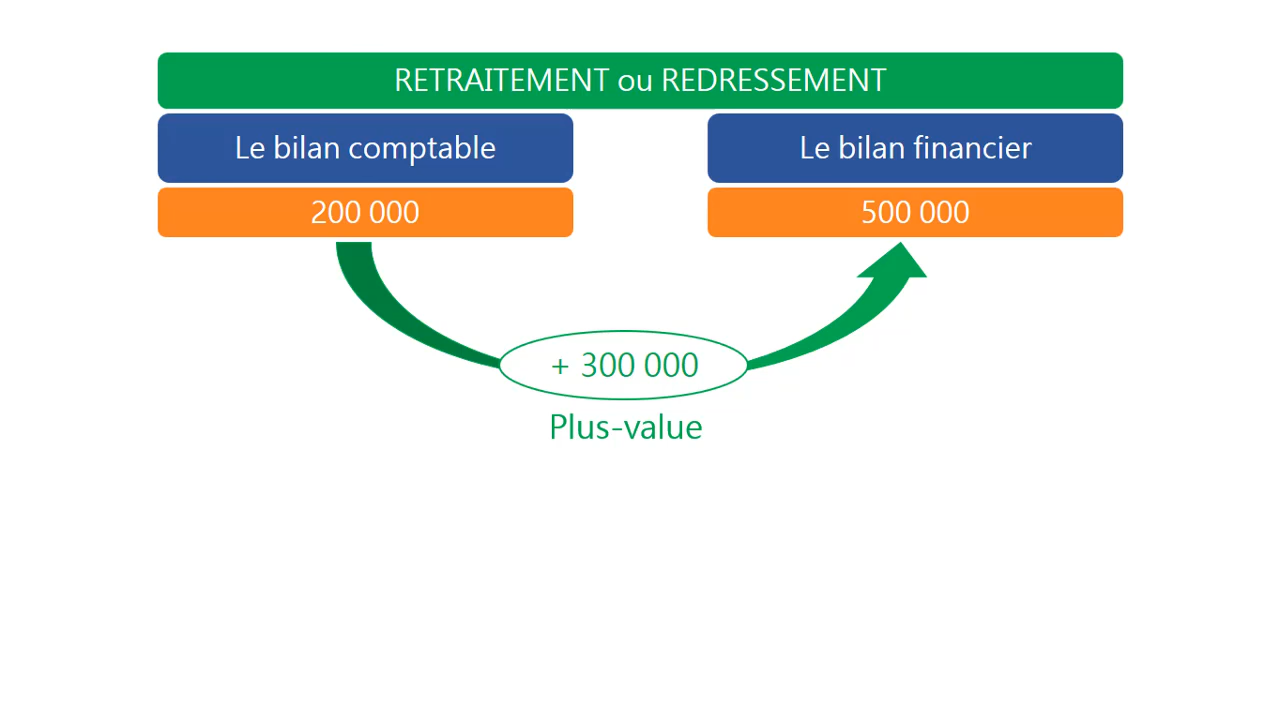 RETRAITEMENT ou REDRESSEMENT
Le bilan comptable
Le bilan financier
200 000
500 000
+ 300 000
Plus-value